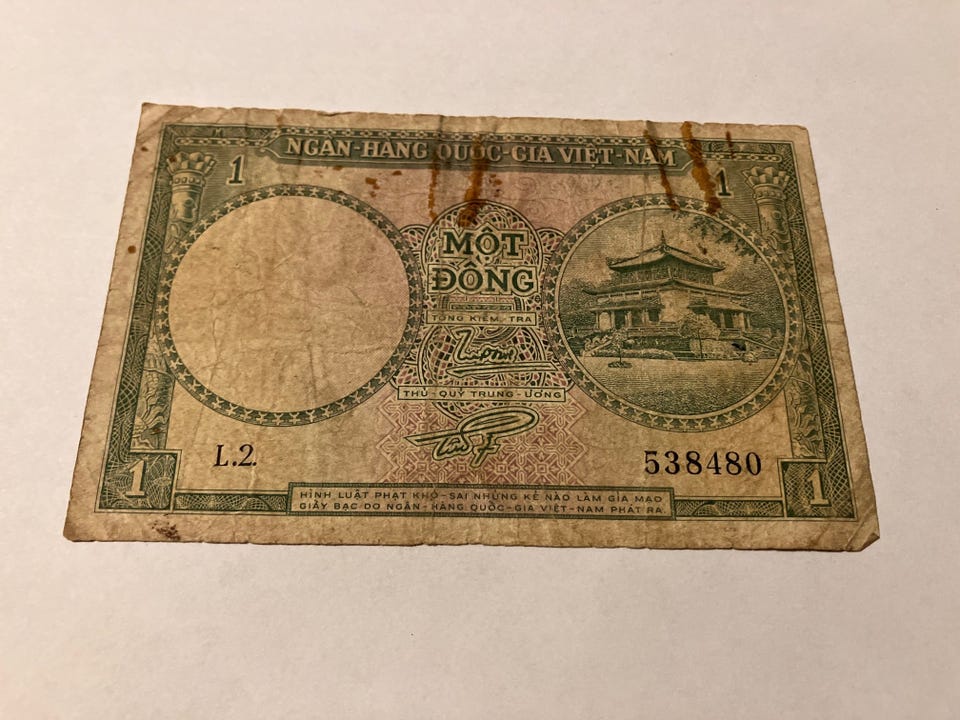 NGÂN-HÀNG QUỐC-GIA VIỆT-NAM
1
1
MỘT
ĐỒNG
TỔNG KIỂM-TRA
THỦ-QUỸ TRUNG-ƯƠNG
L.2.
538480
1
1
HÌNH LUẬT PHẠT KHỔ-SAI NHỮNG KẺ NÀO LÀM GIẢ MẠO
GIẤY BẠC DO NGÂN-HÀNG QUỐC-GIA VIỆT-NAM PHÁT RA